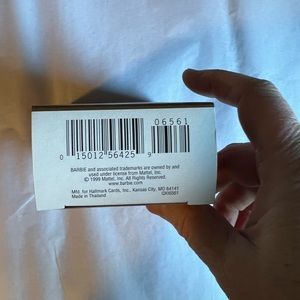 06561
0 15012 56425 9
BARBIE and associated trademarks are owned by and
used under license from Mattel, Inc.
© 1999 Mattel, Inc. All Rights Reserved.
www.barbie.com
Mfd. for Hallmark Cards, Inc., Kansas City, MO 64141
Made in Thailand QXI6561